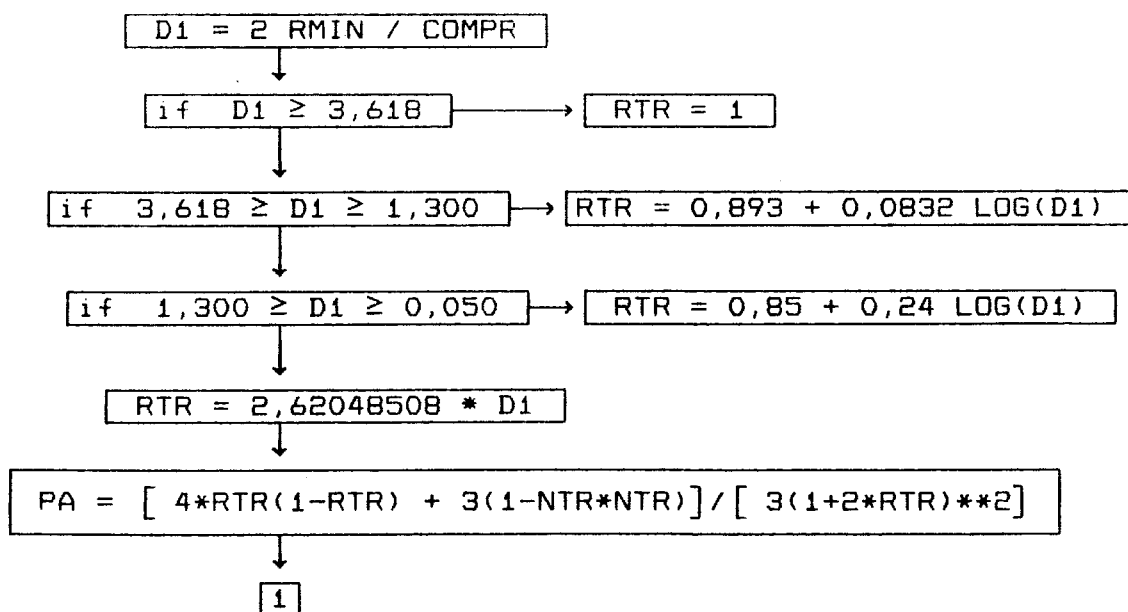 D1 = 2 RMIN / COMPR
if D1 ≥ 3,618
RTR = 1
if 3,618 ≥ D1 ≥ 1,300
RTR = 0,893 + 0,0832 LOG(D1)
if 1,300 ≥ D1 ≥ 0,050
RTR = 0,85 + 0,24 LOG(D1)
RTR = 2,62048508 * D1
PA = [ 4*RTR(1-RTR) + 3(1-NTR*NTR)]/[ 3(1+2*RTR)**2]
1